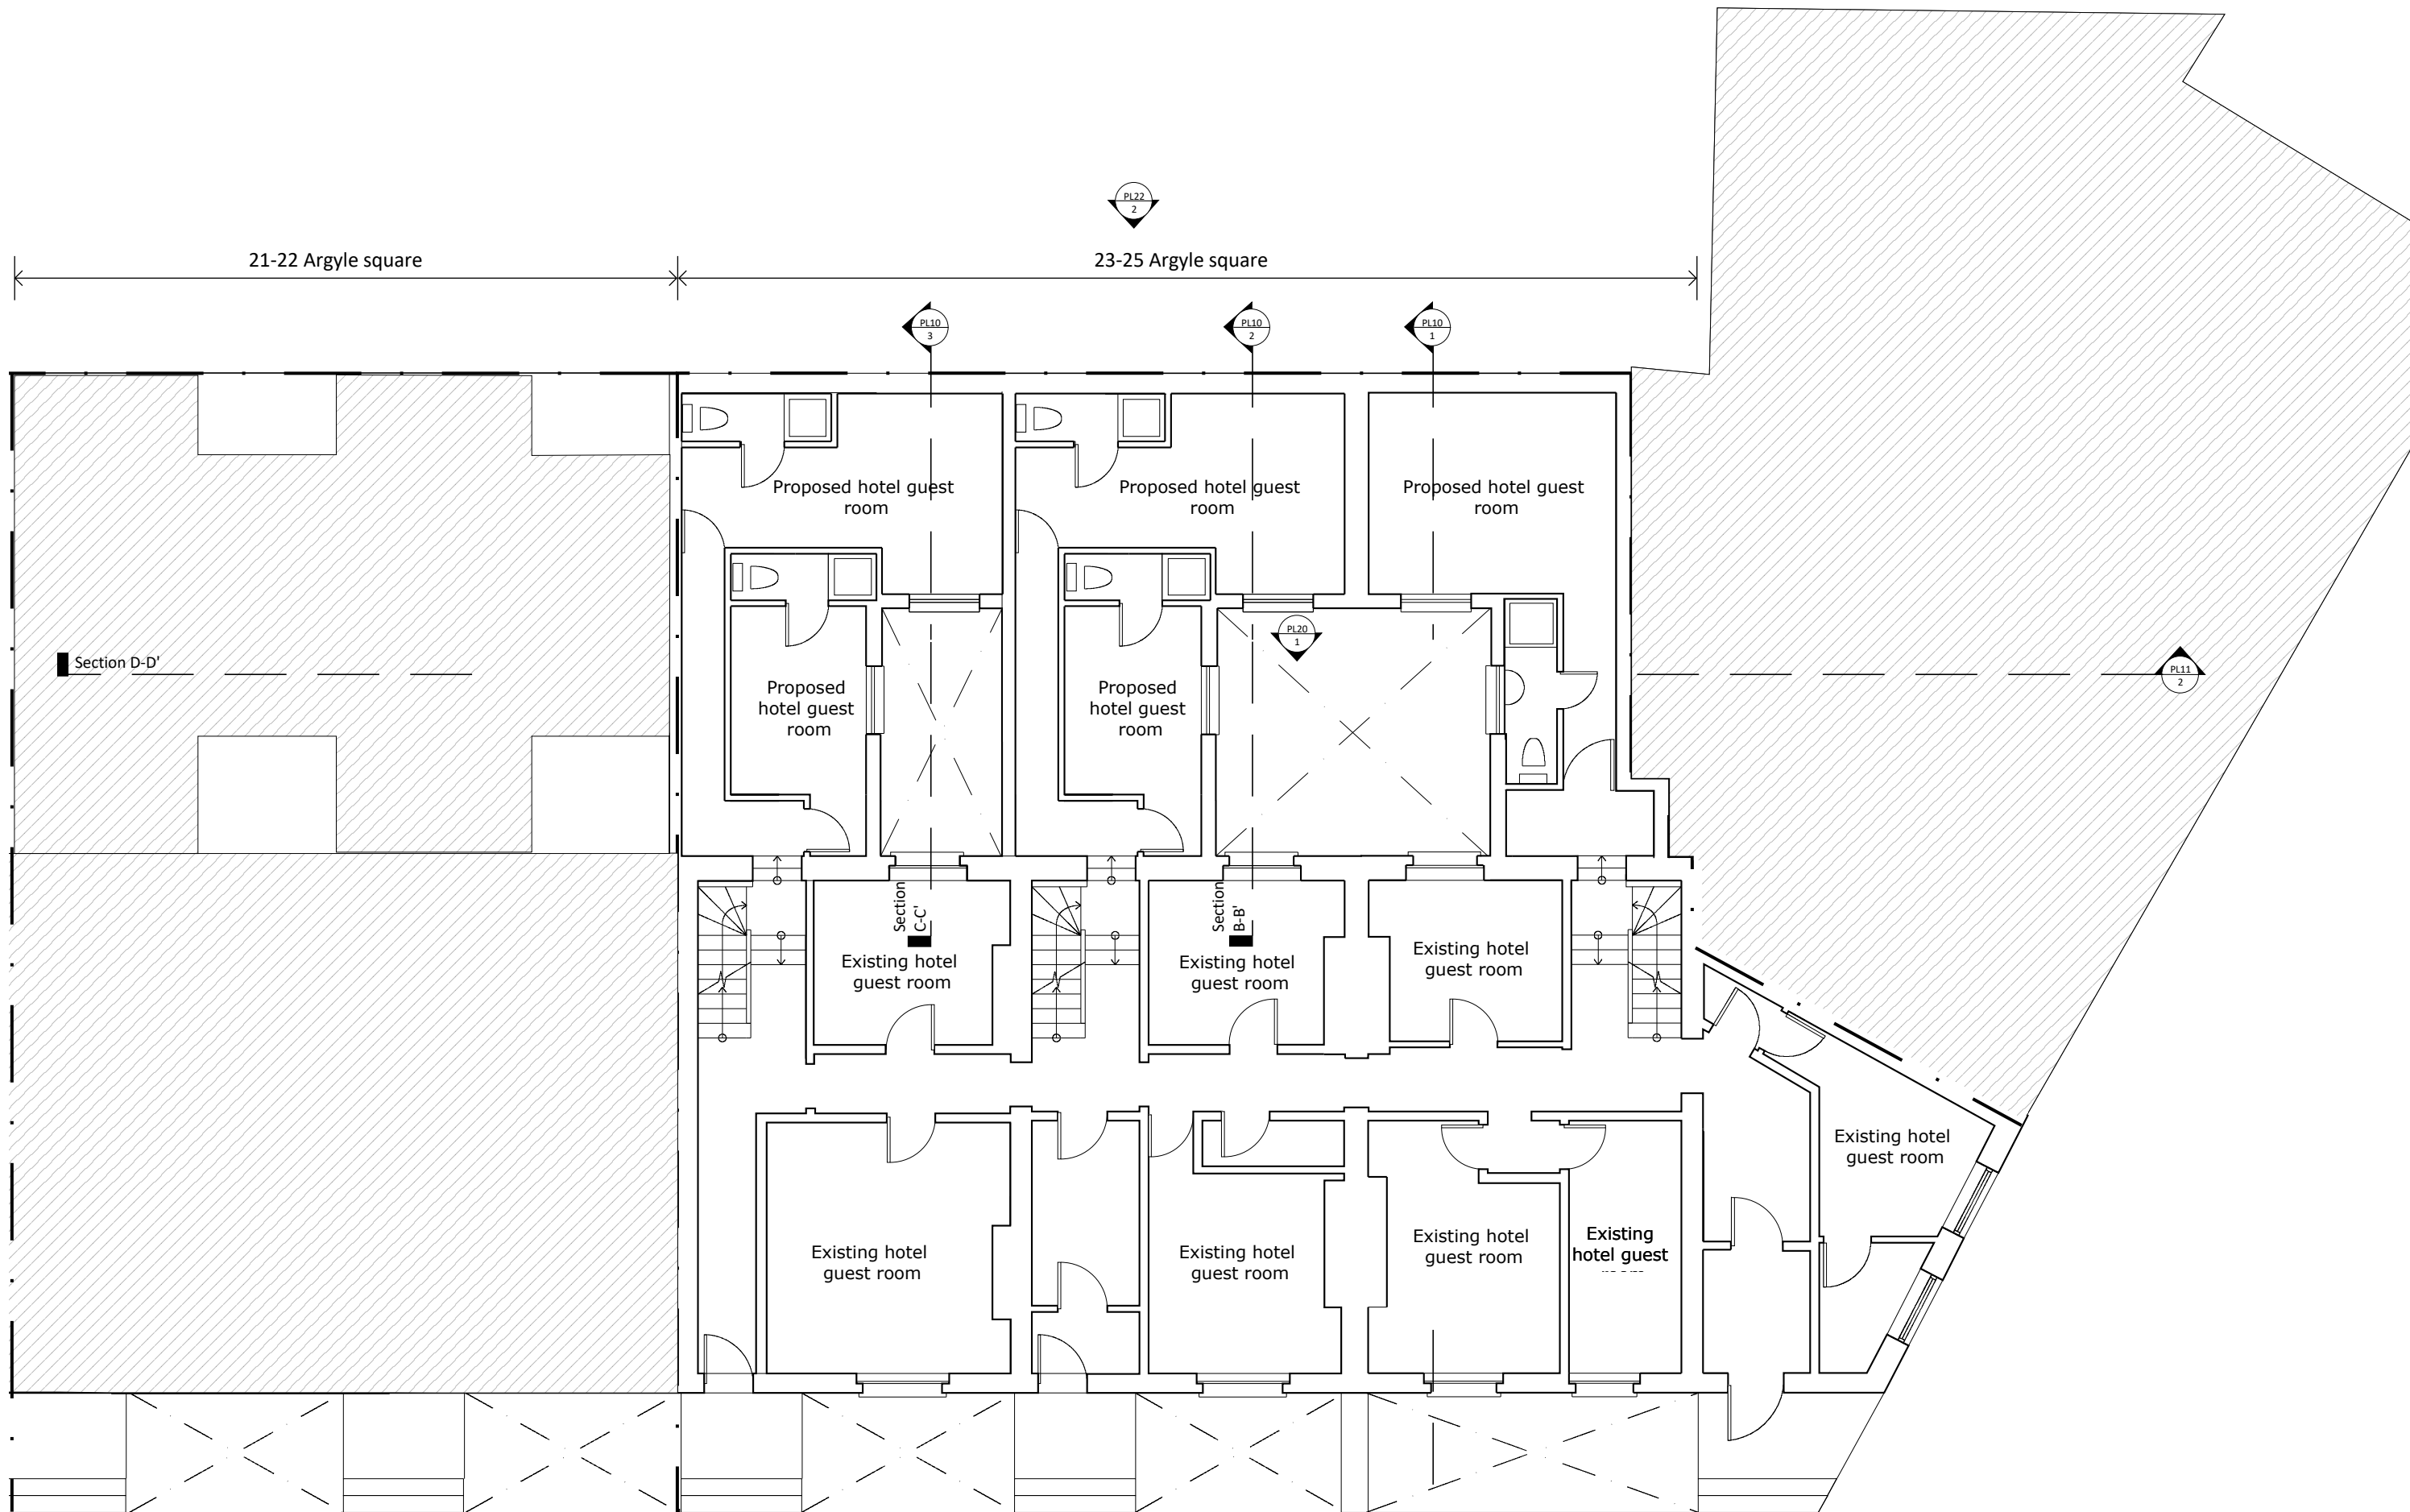 PL22
2
21-22 Argyle square
23-25 Argyle square
PL10
3
PL10
2
PL10
1
Proposed hotel guest
room
Proposed hotel guest
room
Proposed hotel guest
room
PL20
1
Section D-D'
PL11
2
Proposed
hotel guest
room
Proposed
hotel guest
room
Section
C-C'
Section
B-B'
Existing hotel
guest room
Existing hotel
guest room
Existing hotel
guest room
Existing hotel
guest room
Existing hotel
guest room
Existing hotel
guest room
Existing hotel
guest room
Existing
hotel guest